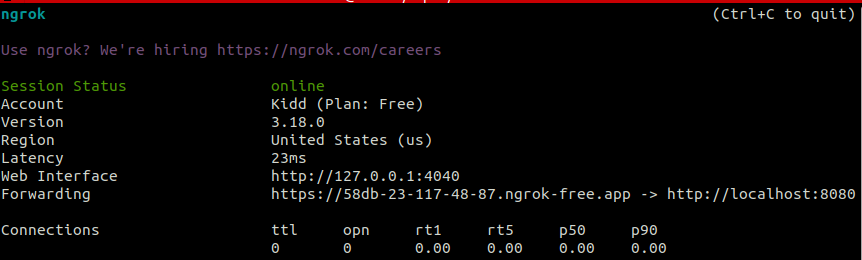 ngrok (Ctrl+C to quit)
Use ngrok? We're hiring https://ngrok.com/careers
Session Status online
Account Kidd (Plan: Free)
Version 3.18.0
Region United States (us)
Latency 23ms
Web Interface http://127.0.0.1:4040
Forwarding https://58db-23-117-48-87.ngrok-free.app -> http://localhost:8080
Connections ttl opn rt1 rt5 p50 p90
0 0 0.00 0.00 0.00 0.00